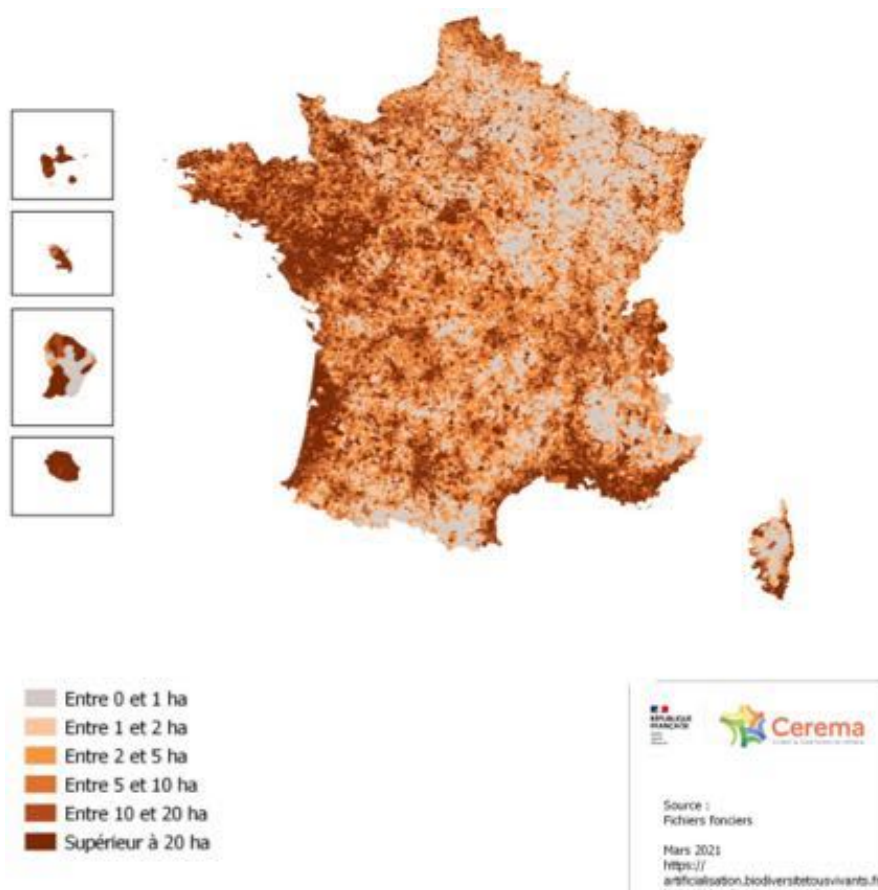 Entre 0 et 1 ha
Entre 1 et 2 ha
Entre 2 et 5 ha
Entre 5 et 10 ha
Entre 10 et 20 ha
Supérieur à 20 ha
RÉPUBLIQUE
FRANÇAISE
Cerema
Source :
Fichiers fonciers
Mars 2021
https://
artificialisation.biodiversitetousvivants.fr